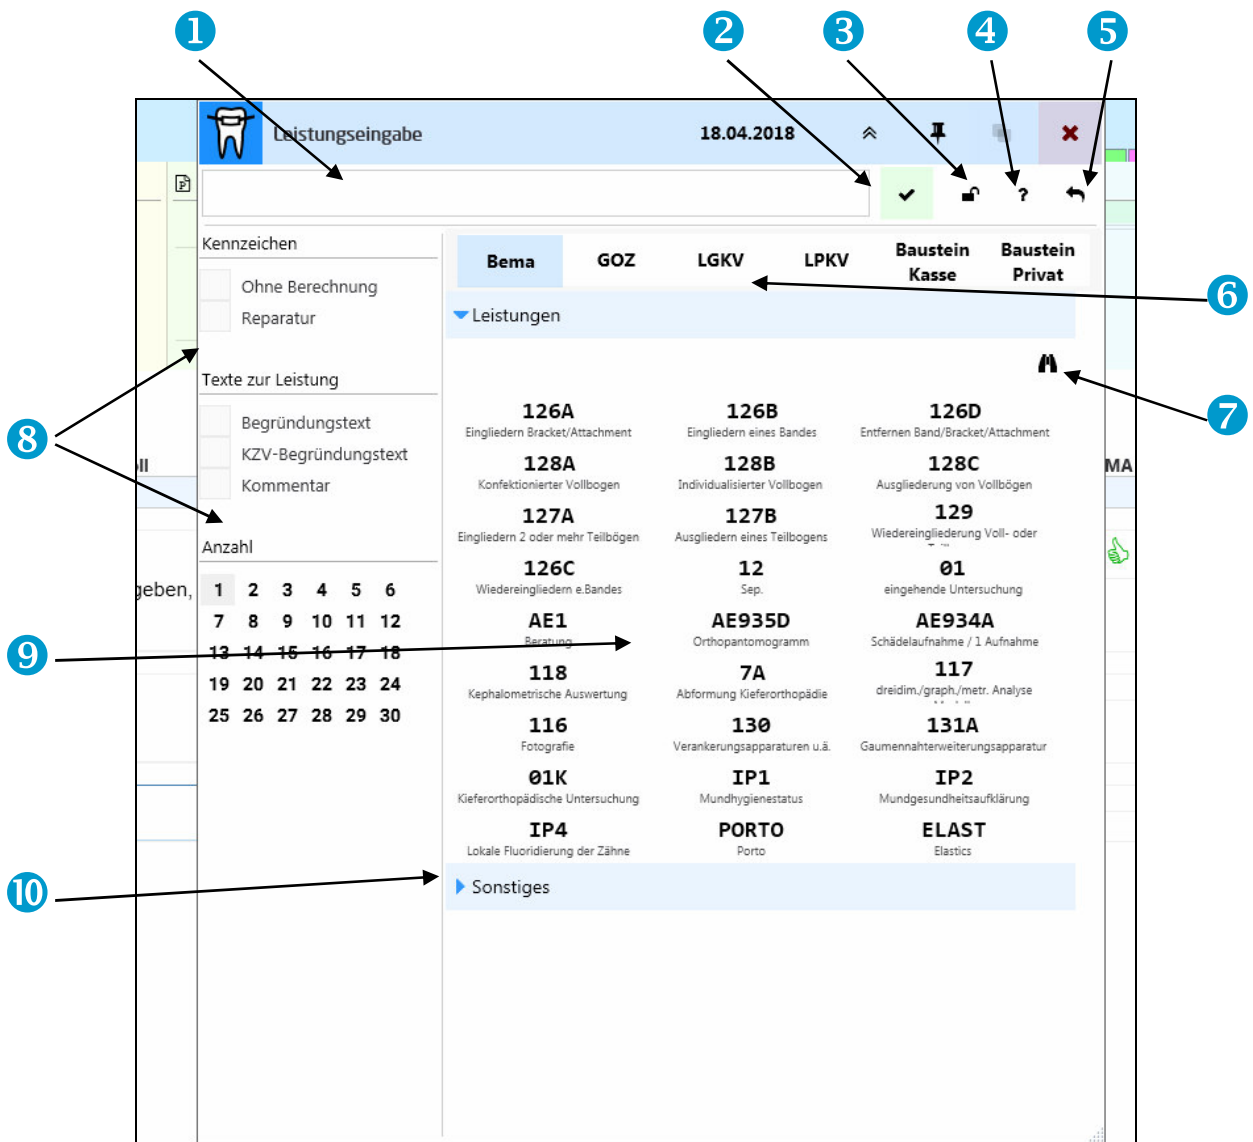 1 2 3 4 5
Leistungseingabe 18.04.2018
?
Kennzeichen
Ohne Berechnung
Reparatur
Texte zur Leistung
Begründungstext
KZV-Begründungstext
Kommentar
Anzahl
1 2 3 4 5 6
7 8 9 10 11 12
13 14 15 16 17 18
19 20 21 22 23 24
25 26 27 28 29 30
Bema GOZ LGKV LPKV Baustein Kasse Baustein Privat
6
Leistungen
7
8
126A 126B 126D
Eingliedern Bracket/Attachment Eingliedern eines Bandes Entfernen Band/Bracket/Attachment
128A 128B 128C
Konfektionierter Vollbogen Individualisierter Vollbogen Ausgliederung von Vollbögen
127A 127B 129
Eingliedern 2 oder mehr Teilbögen Ausgliedern eines Teilbogens Wiedereingliederung Voll- oder
126C 12 01
Wiedereingliedern e.Bandes Sep. eingehende Untersuchung
AE1 AE935D AE934A
Beratung Orthopantomogramm Schädelaufnahme / 1 Aufnahme
9
118 7A 117
Kephalometrische Auswertung Abformung Kieferorthopädie dreidim./graph./metr. Analyse
116 130 131A
Fotografie Verankerungsapparaturen u.ä. Gaumennahterweiterungsapparatur
01K IP1 IP2
Kieferorthopädische Untersuchung Mundhygienestatus Mundgesundheitsaufklärung
IP4 PORTO ELAST
Lokale Fluoridierung der Zähne Porto Elastics
10
Sonstiges
ll
geben,
MA